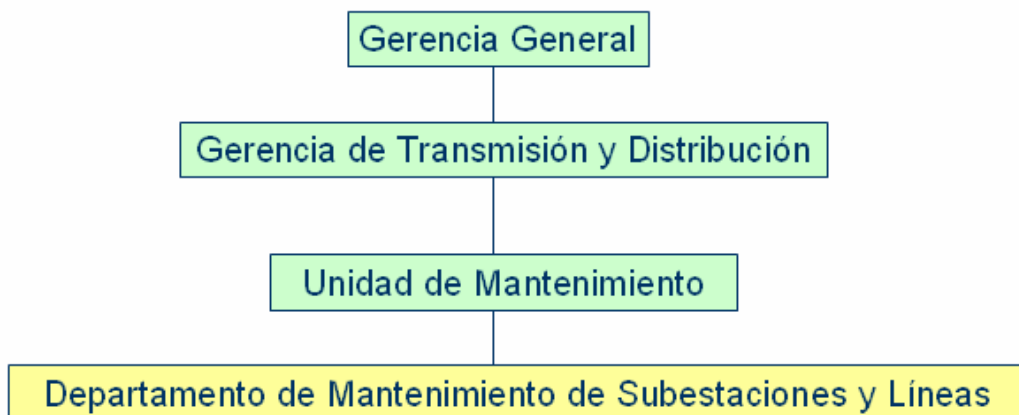 Gerencia General
Gerencia de Transmisión y Distribución
Unidad de Mantenimiento
Departamento de Mantenimiento de Subestaciones y Líneas